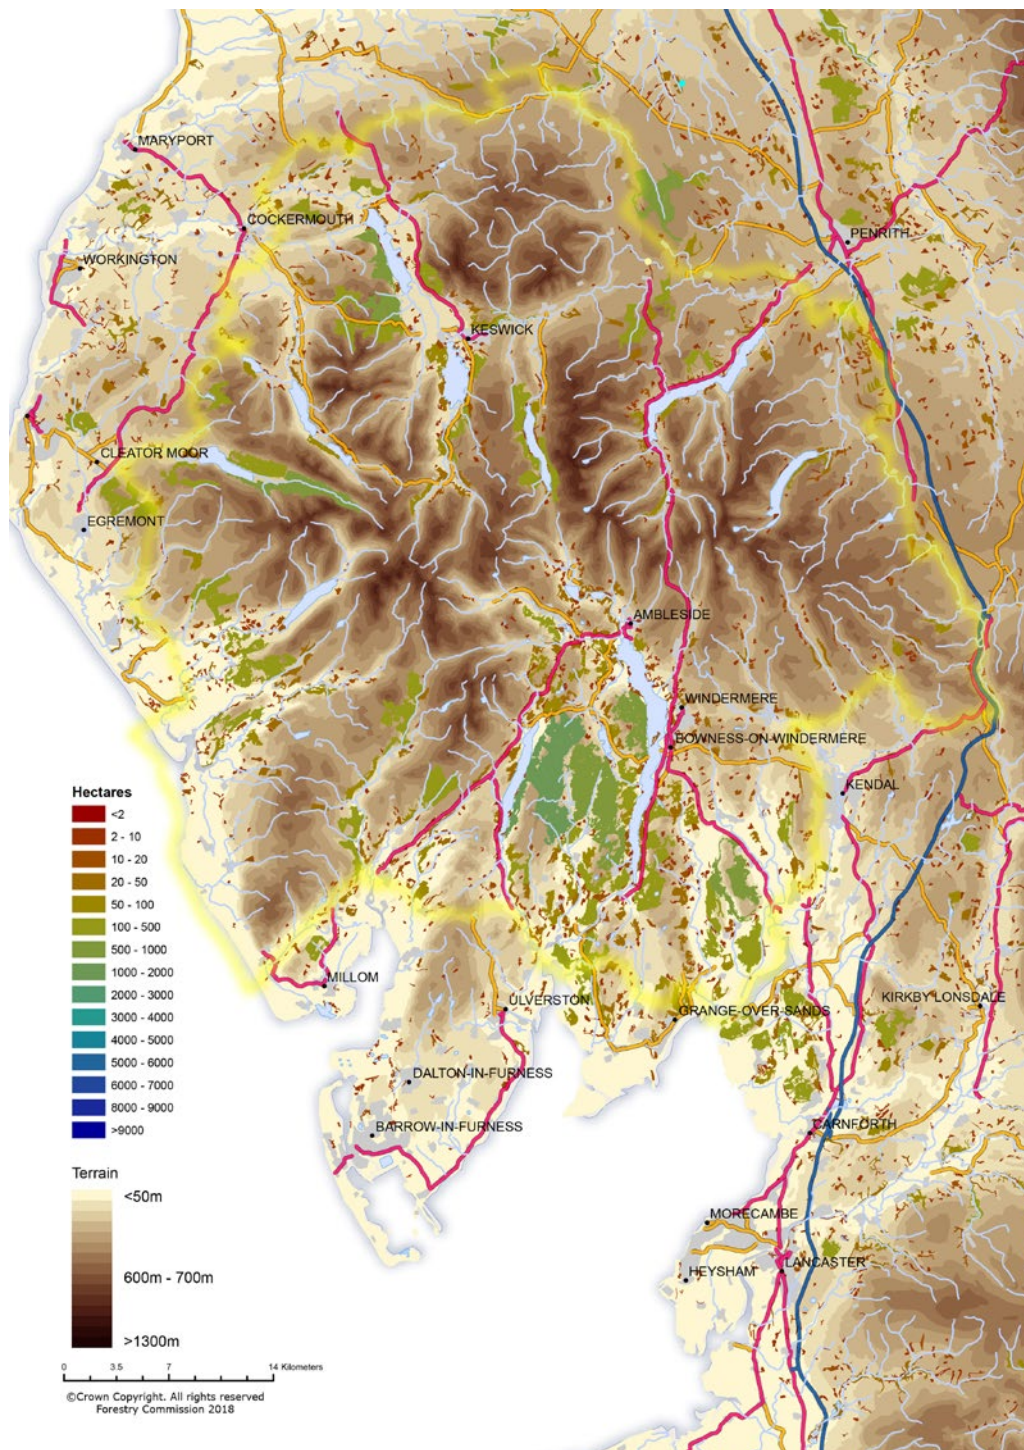 MARYPORT
COCKERMOUTH
PENRITH
WORKINGTON
KESWICK
CLEATOR MOOR
EGREMONT
AMBLESIDE
WINDERMERE
BOWNESS-ON-WINDERMERE
KENDAL
Hectares
<2
2 - 10
10 - 20
20 - 50
50 - 100
100 - 500
500 - 1000
1000 - 2000
2000 - 3000
3000 - 4000
4000 - 5000
5000 - 6000
6000 - 7000
8000 - 9000
>9000
MILLOM
ULVERSTON
GRANGE-OVER-SANDS
KIRKBY LONSDALE
DALTON-IN-FURNESS
BARROW-IN-FURNESS
CARNFORTH
MORECAMBE
HEYSHAM
LANCASTER
Terrain
<50m
600m - 700m
>1300m
0 3.5 7 14 Kilometers
©Crown Copyright. All rights reserved
Forestry Commission 2018